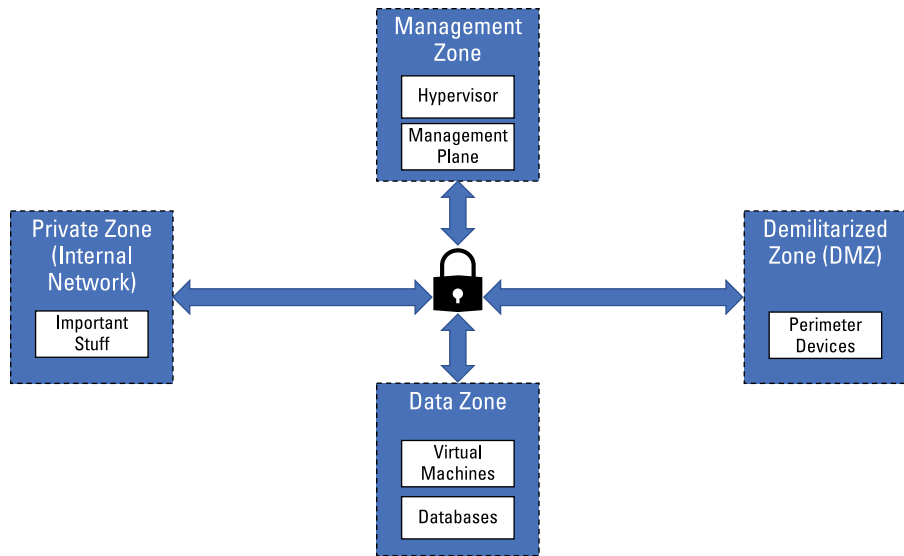 Management
Zone
Hypervisor
Management
Plane
Private Zone
(Internal
Network)
Important
Stuff
Demilitarized
Zone (DMZ)
Perimeter
Devices
Data Zone
Virtual
Machines
Databases